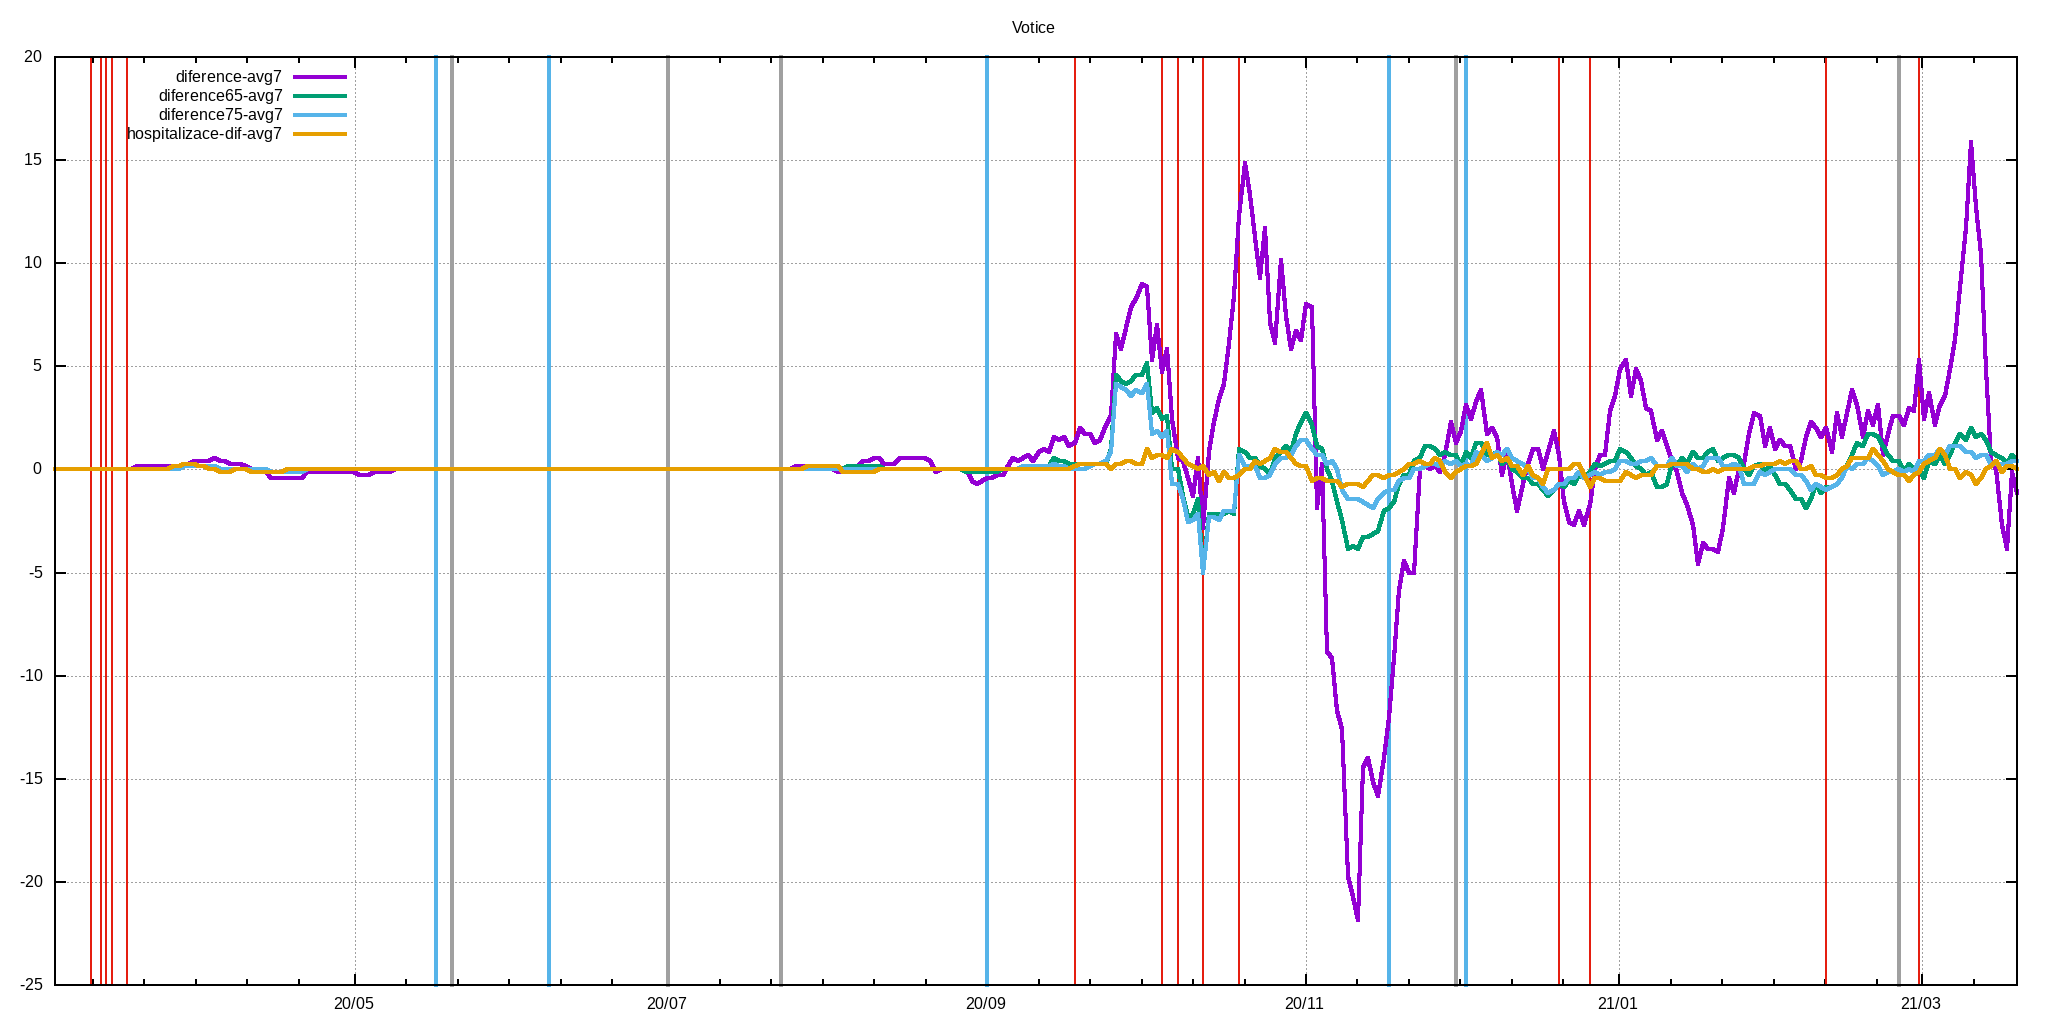 Votice
20
diference-avg7
diference65-avg7
diference75-avg7
hospitalizace-dif-avg7
15
10
5
0
-5
-10
-15
-20
-25
20/05 20/07 20/09 20/11 21/01 21/03